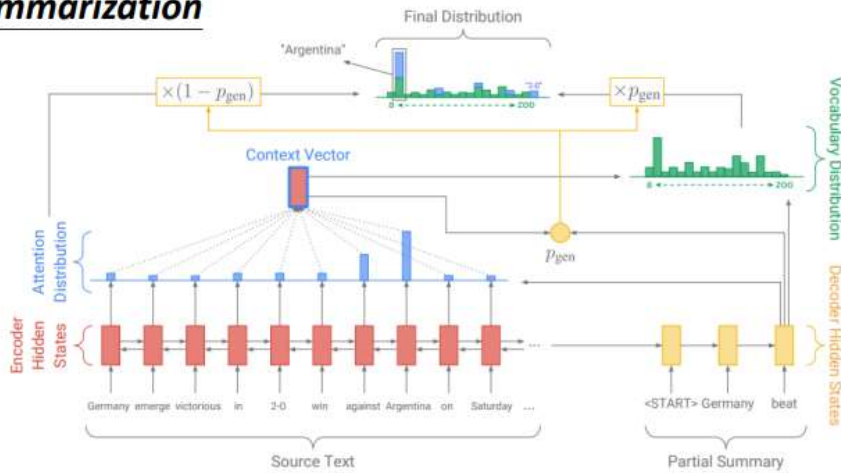 mmarization
Final Distribution
"Argentina"
×(1 − pgen)
×pgen
200
Context Vector
Vocabulary Distribution
200
Attention
Distribution
pgen
Encoder
Hidden
States
Decoder Hidden States
...
Germany emerge victorious in 2-0 win against Argentina on Saturday ...
<START> Germany beat
Source Text
Partial Summary